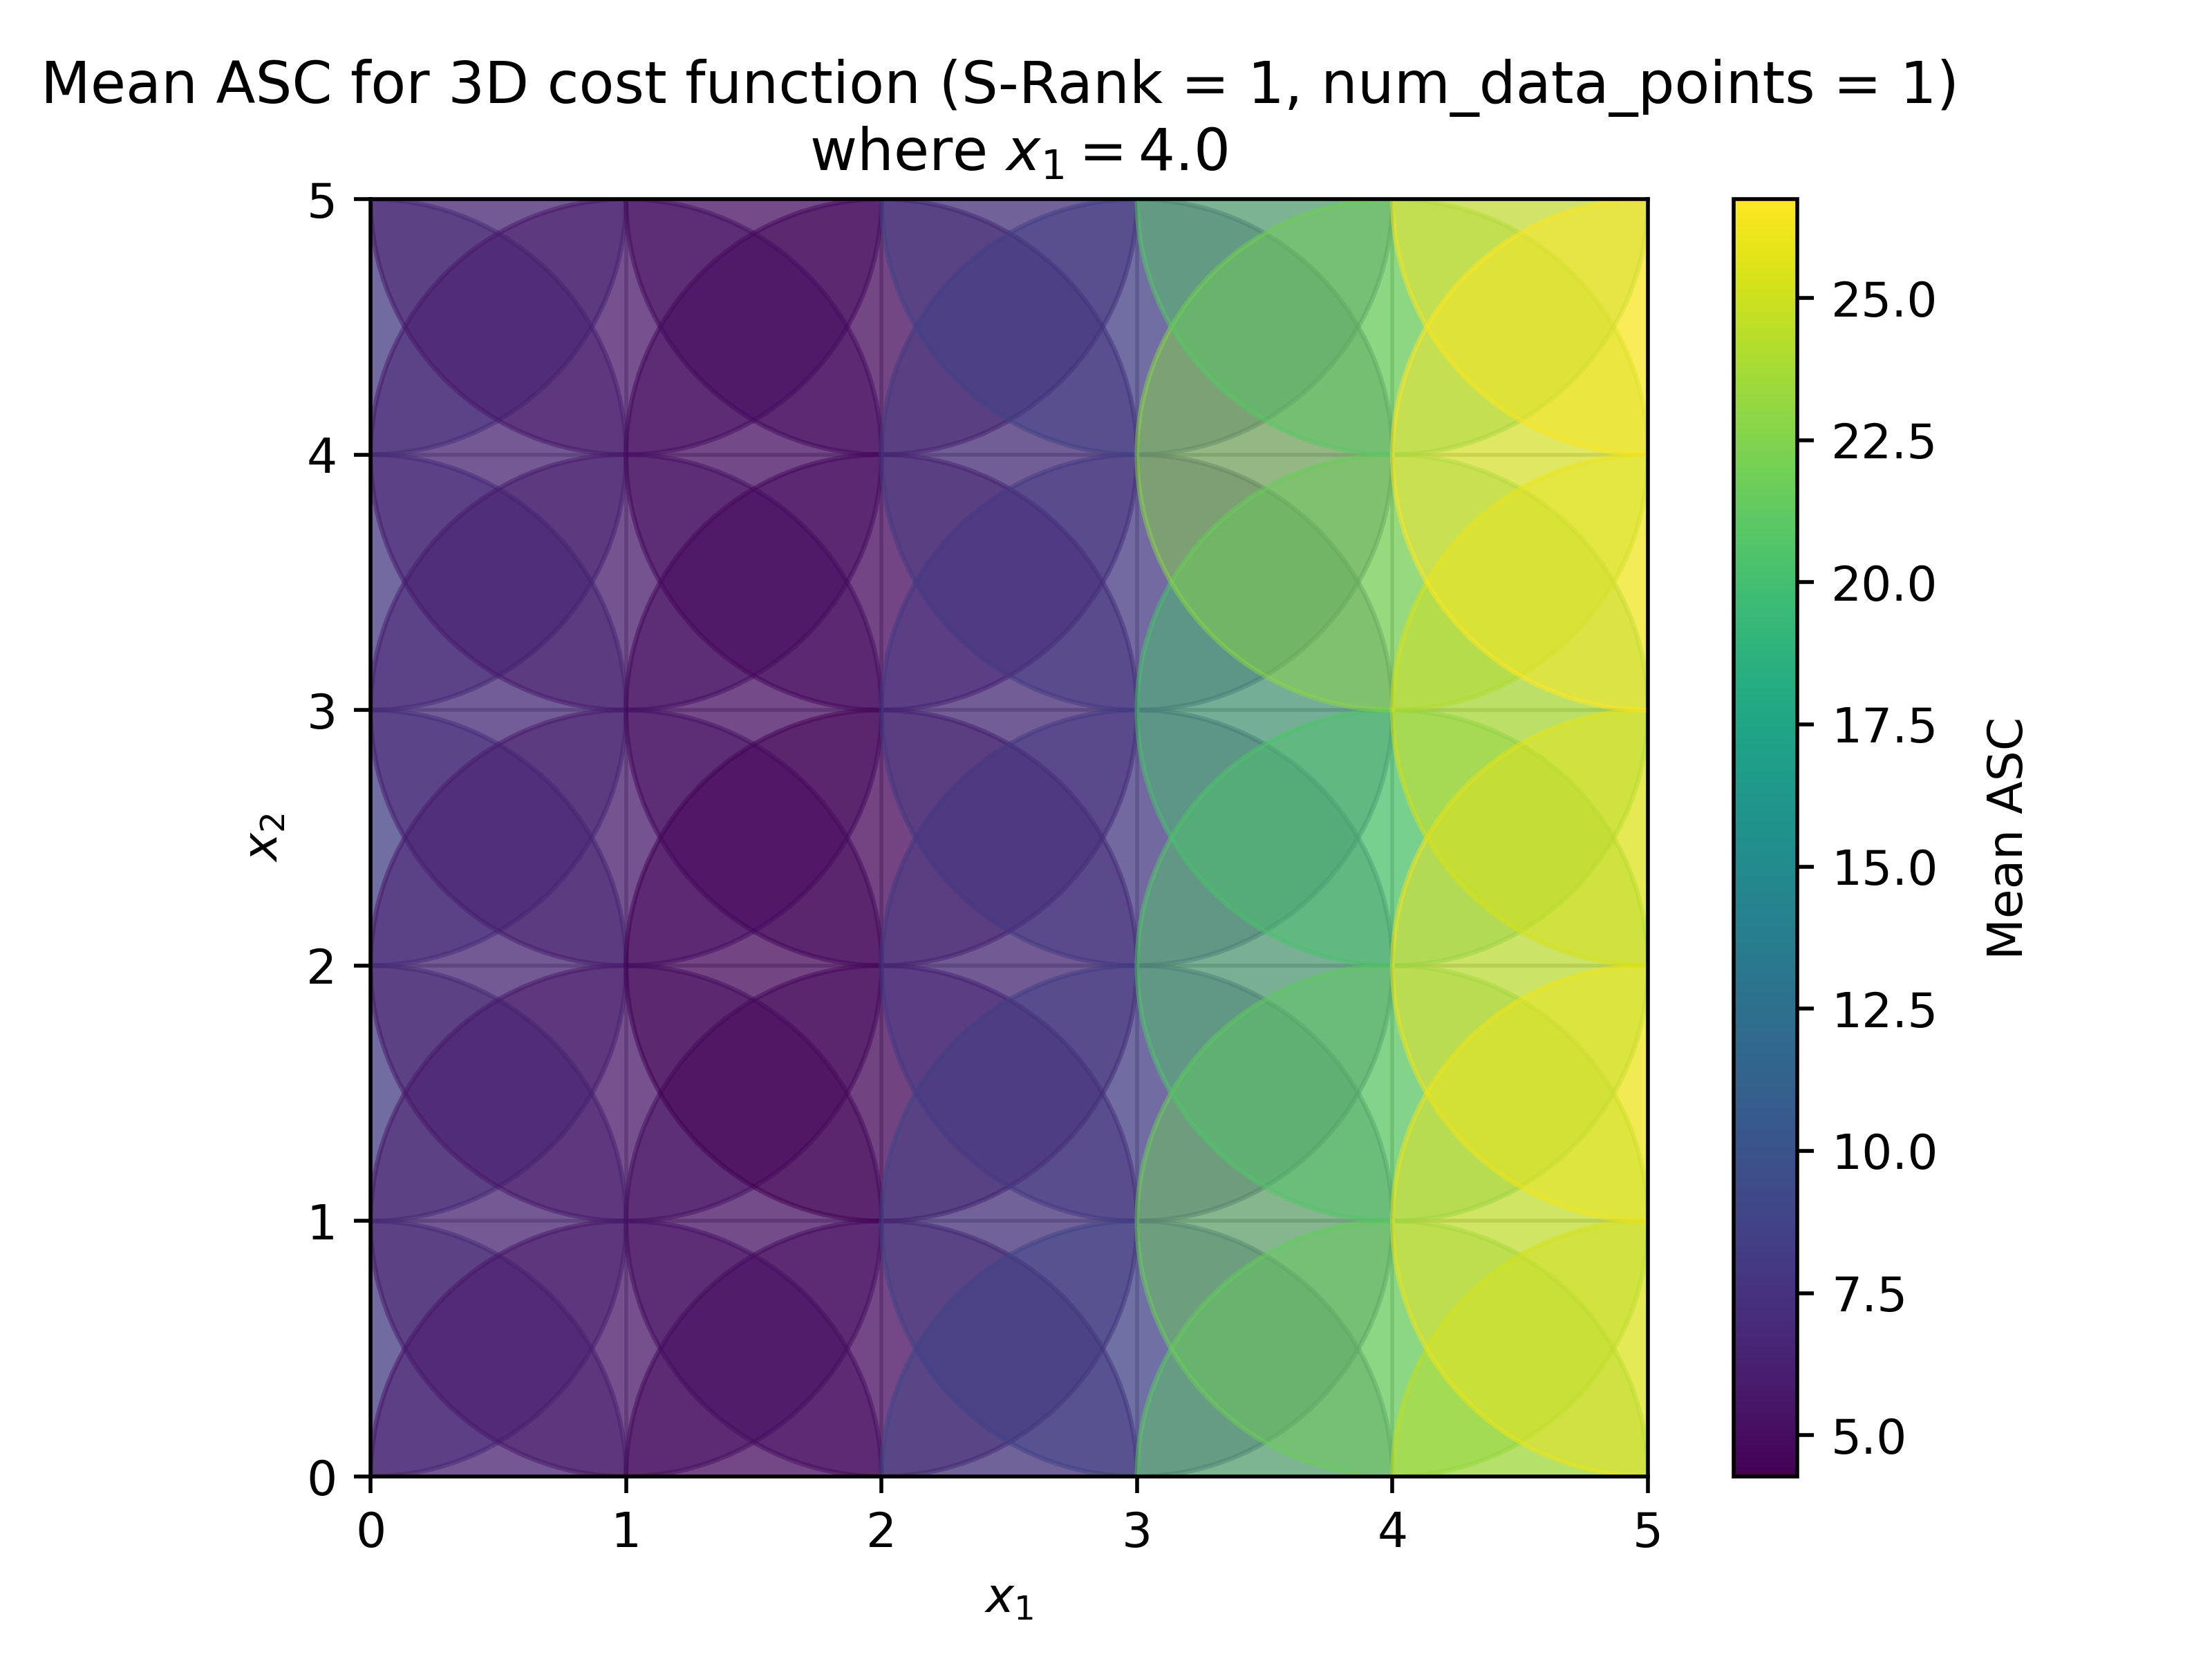 Mean ASC for 3D cost function (S-Rank = 1, num_data_points = 1)
where x₁ = 4.0
5
4
3
2
1
0
x₂
0 1 2 3 4 5
x₁
25.0
22.5
20.0
17.5
15.0
12.5
10.0
7.5
5.0
Mean ASC